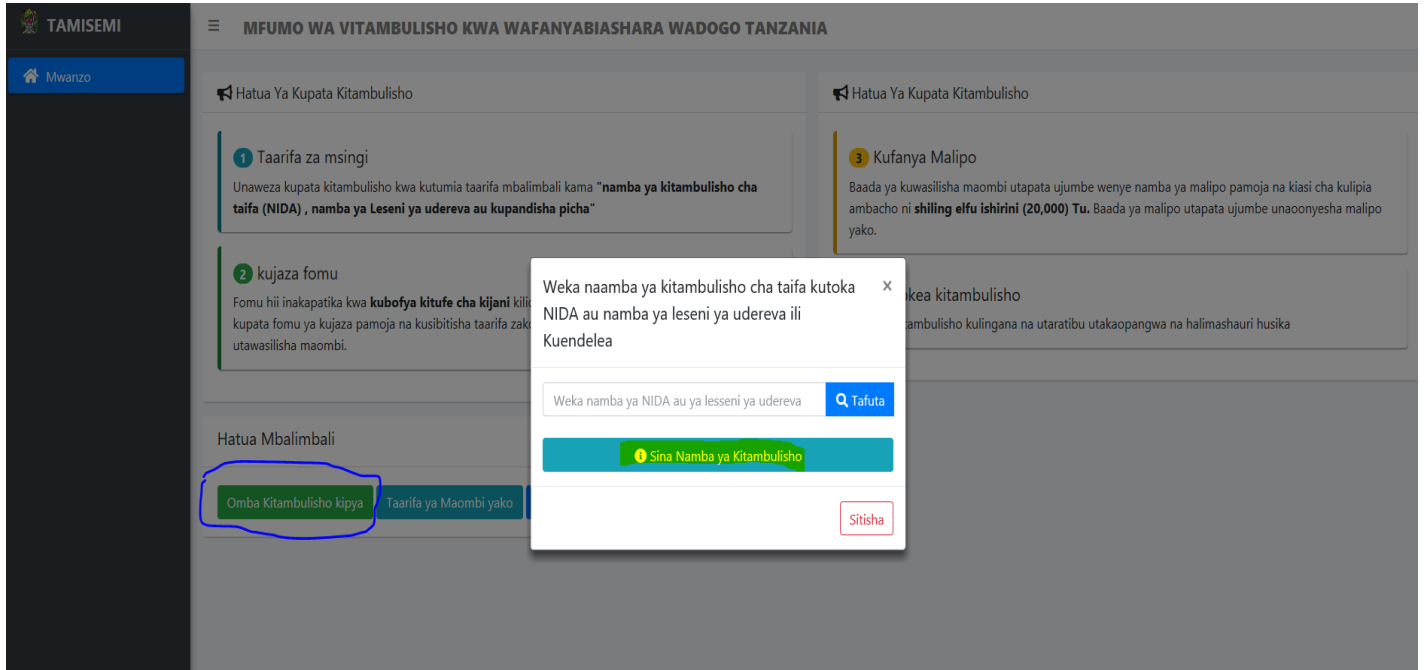 TAMISEMI
MFUMO WA VITAMBULISHO KWA WAFANYABIASHARA WADOGO TANZANIA
Mwanzo
Hatua Ya Kupata Kitambulisho
1 Taarifa za msingi
Unaweza kupata kitambulisho kwa kutumia taarifa mbalimbali kama "namba ya kitambulisho cha
taifa (NIDA) , namba ya Leseni ya udereva au kupandisha picha"
2 kujaza fomu
Fomu hii inakapatika kwa kubofya kitufe cha kijani
kupata fomu ya kujaza pamoja na kusibitisha taarifa
utawasilisha maombi.
Hatua Ya Kupata Kitambulisho
3 Kufanya Malipo
Baada ya kuwasilisha maombi utapata ujumbe wenye namba ya malipo pamoja na kiasi cha kulipia
ambacho ni shiling elfu ishirini (20,000) Tu. Baada ya malipo utapata ujumbe unaoonyesha malipo
yako.
kitambulisho
kulingana na utaratibu utakaopangwa na halimashauri husika
Hatua Mbalimbali
Omba Kitambulisho kipya
Taarifa ya Maombi yako
Weka naamba ya kitambulisho cha taifa kutoka
NIDA au namba ya leseni ya udereva ili
Kuendelea
×
Weka namba ya NIDA au ya lesseni ya udereva
Tafuta
Sina Namba ya Kitambulisho
Sitisha